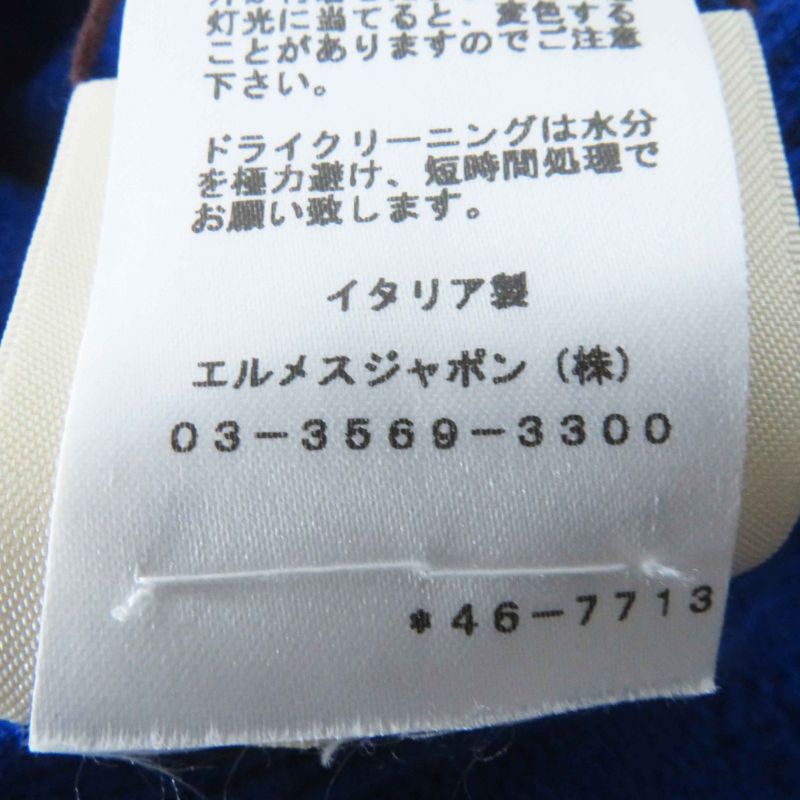 灯光に当てると、変色する
ことがありますのでご注意
下さい。
ドライクリーニングは水分
を極力避け、短時間処理で
お願い致します。
イタリア製
エルメスジャポン（株）
03-3569-3300
*46-7713